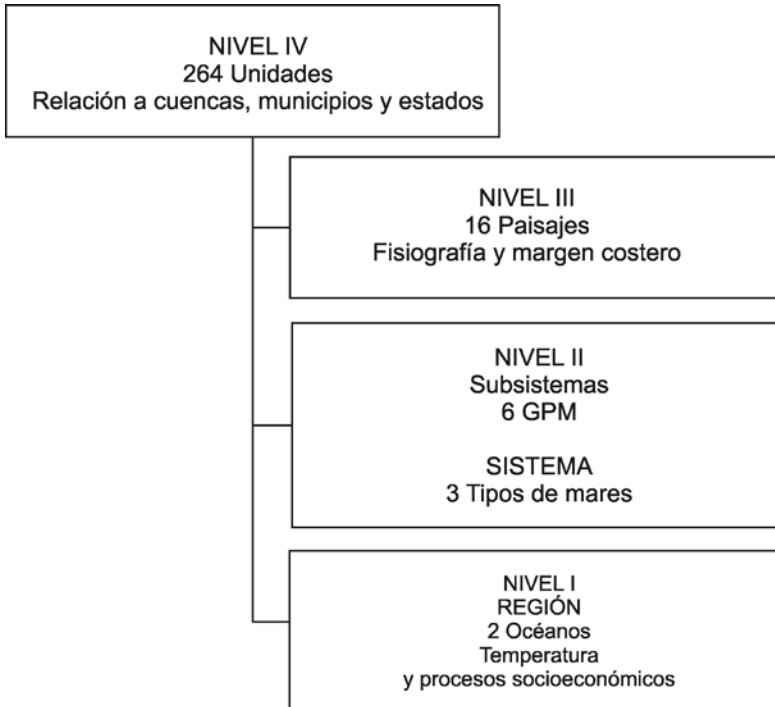 NIVEL IV
264 Unidades
Relación a cuencas, municipios y estados
NIVEL III
16 Paisajes
Fisiografía y margen costero
NIVEL II
Subsistemas
6 GPM
SISTEMA
3 Tipos de mares
NIVEL I
REGIÓN
2 Océanos
Temperatura
y procesos socioeconómicos